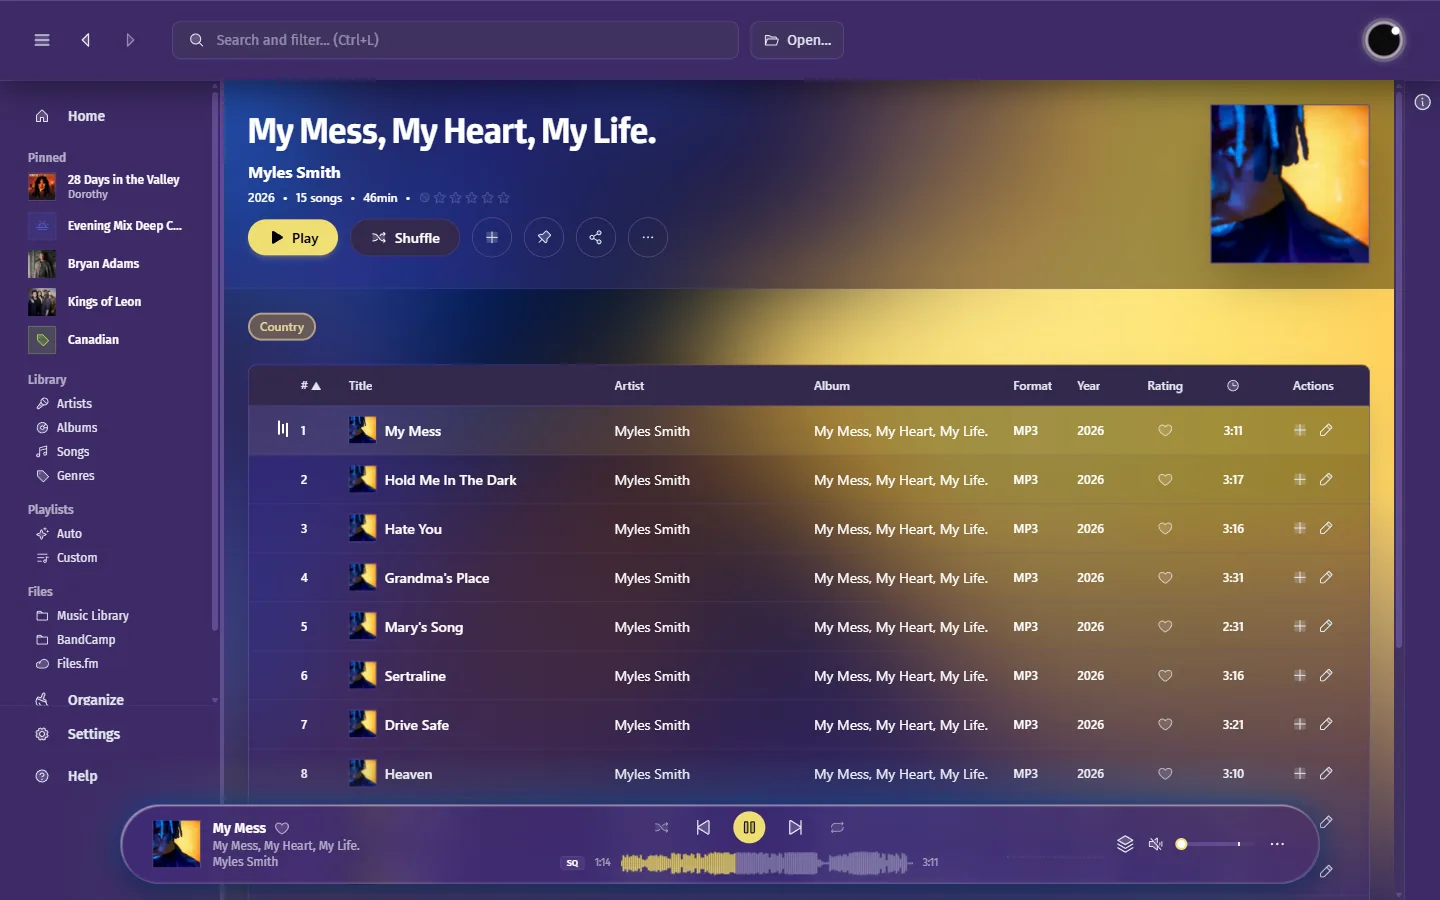 Search and filter... (Ctrl+L)
Open...
Home
Pinned
28 Days in the Valley
Dorothy
Evening Mix Deep C...
Bryan Adams
Kings of Leon
Canadian
Library
Artists
Albums
Songs
Genres
Playlists
Auto
Custom
Files
Music Library
BandCamp
Files.fm
Organize
Settings
Help
My Mess, My Heart, My Life.
Myles Smith
2026 • 15 songs • 46min •
Play
Shuffle
Country
# Title Artist Album Format Year Rating Actions
1 My Mess Myles Smith My Mess, My Heart, My Life. MP3 2026 3:11
2 Hold Me In The Dark Myles Smith My Mess, My Heart, My Life. MP3 2026 3:17
3 Hate You Myles Smith My Mess, My Heart, My Life. MP3 2026 3:16
4 Grandma's Place Myles Smith My Mess, My Heart, My Life. MP3 2026 3:31
5 Mary's Song Myles Smith My Mess, My Heart, My Life. MP3 2026 2:31
6 Sertraline Myles Smith My Mess, My Heart, My Life. MP3 2026 3:16
7 Drive Safe Myles Smith My Mess, My Heart, My Life. MP3 2026 3:21
8 Heaven Myles Smith My Mess, My Heart, My Life. MP3 2026 3:10
My Mess
My Mess, My Heart, My Life.
Myles Smith
SQ 1:14 3:11